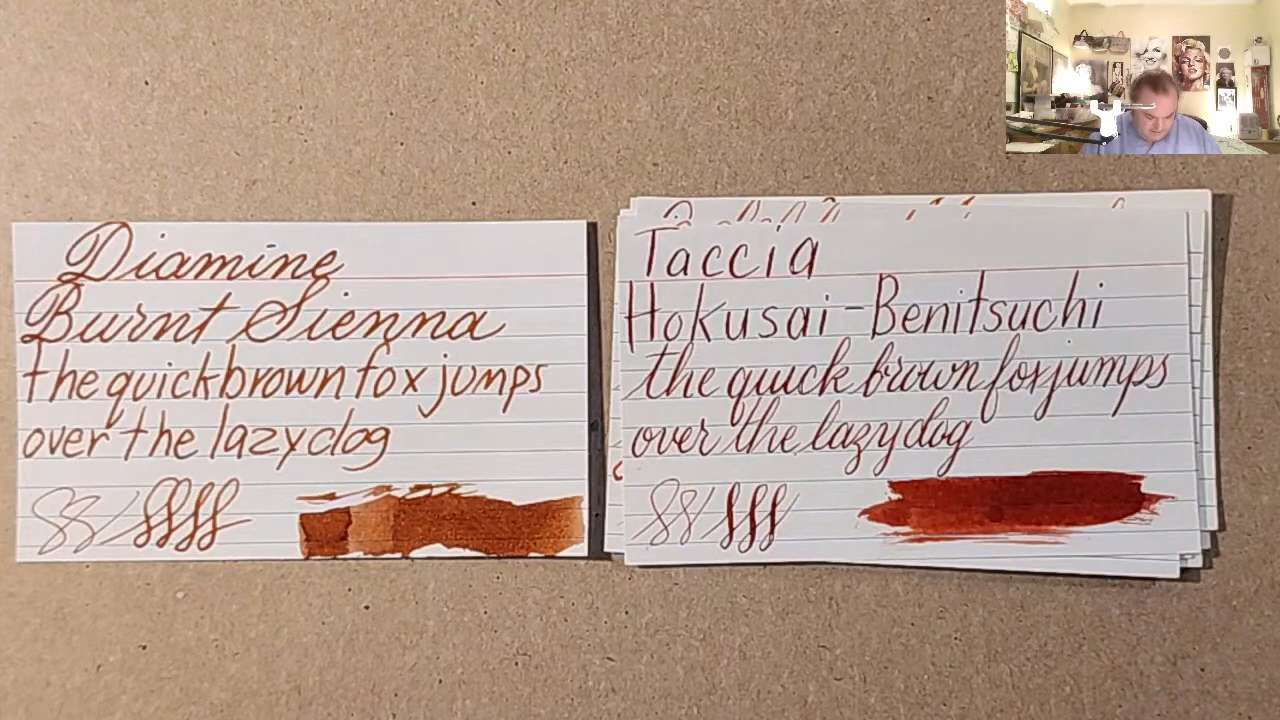 Diamine
Burnt Sienna
the quick brown fox jumps
over the lazy dog
Taccia
Hokusai-Benitsuchi
the quick brown fox jumps
over the lazy dog